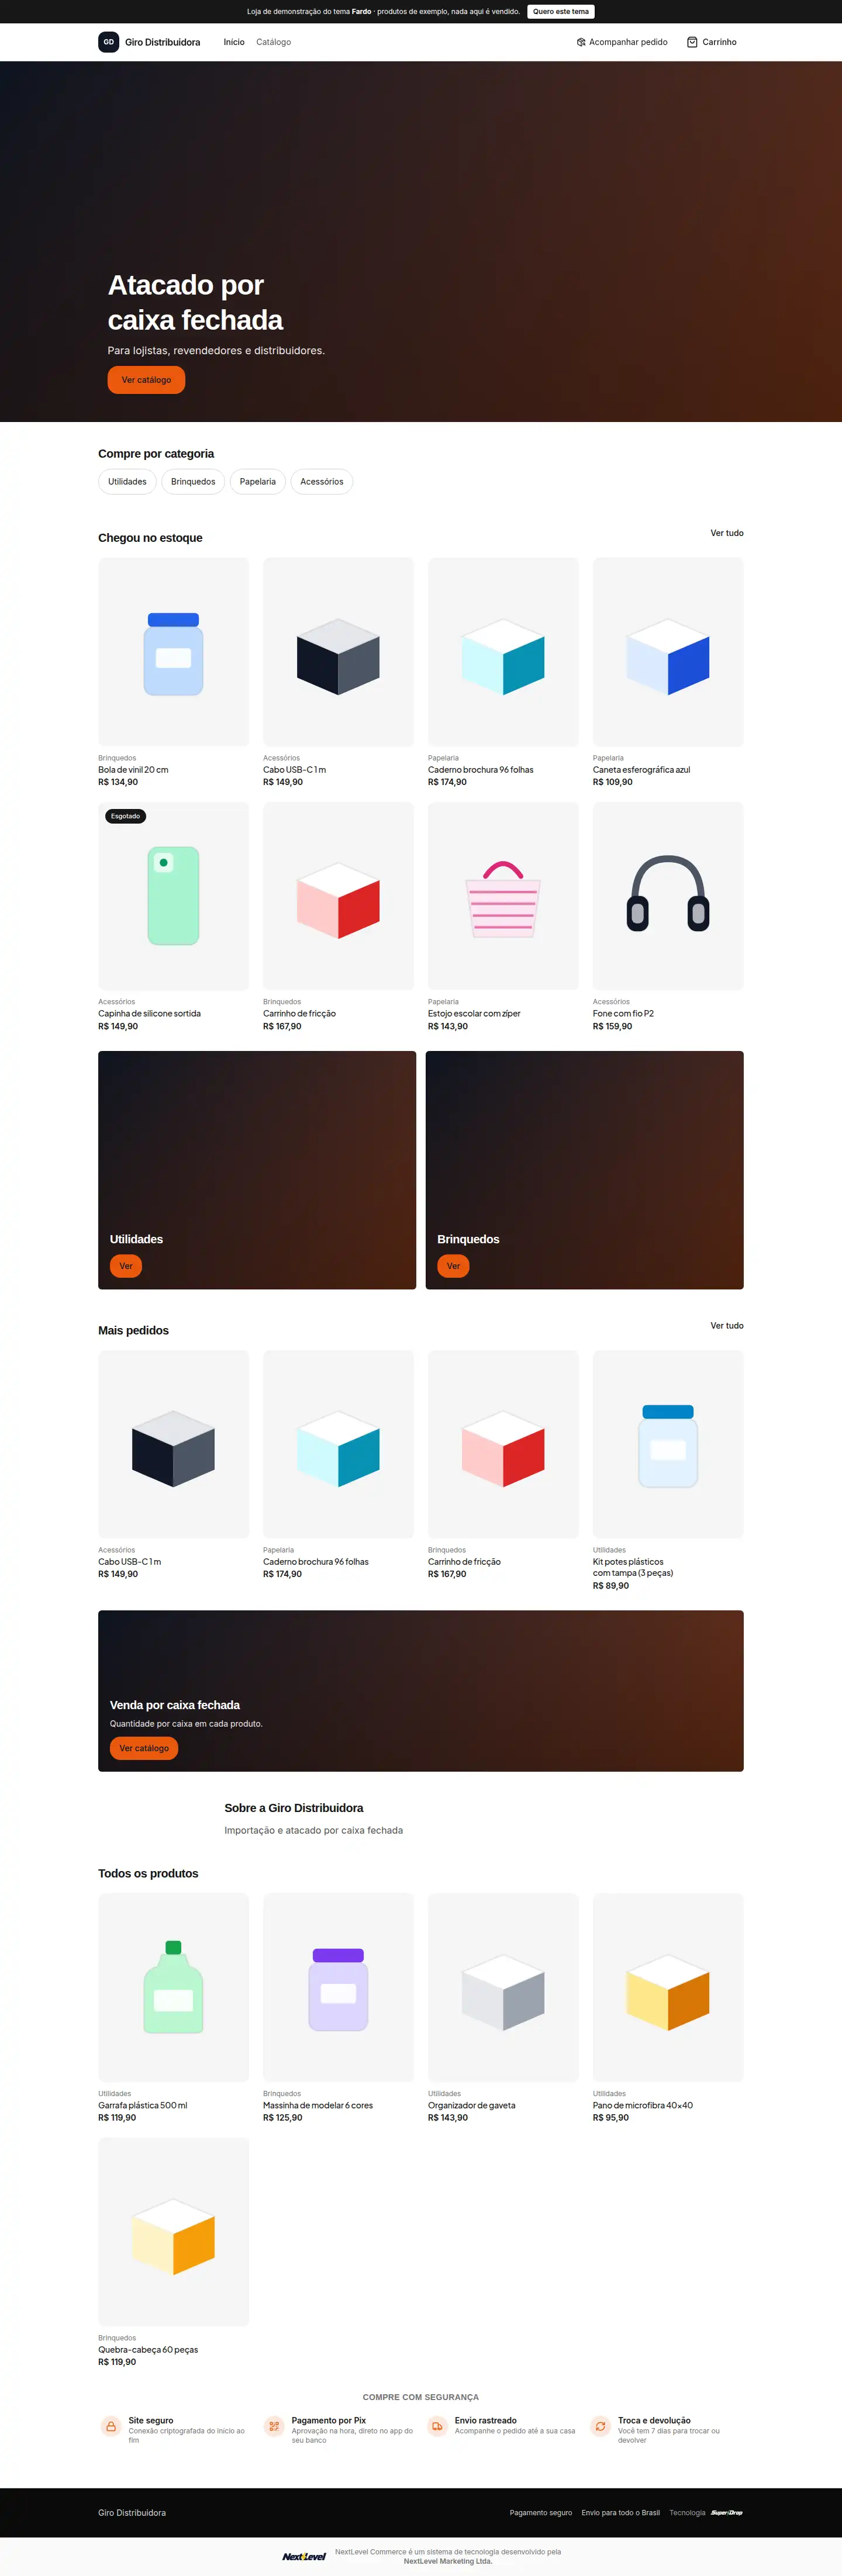 Loja de demonstração do tema Fardo · produtos de exemplo, nada aqui é vendido. Quero este tema
GD Giro Distribuidora Início Catálogo Acompanhar pedido Carrinho
Atacado por
caixa fechada
Para lojistas, revendedores e distribuidores.
Ver catálogo
Compre por categoria
Utilidades Brinquedos Papelaria Acessórios
Chegou no estoque Ver tudo
Brinquedos
Bola de vinil 20 cm
R$ 134,90
Acessórios
Cabo USB-C 1 m
R$ 149,90
Papelaria
Caderno brochura 96 folhas
R$ 174,90
Papelaria
Caneta esferográfica azul
R$ 109,90
Esgotado
Acessórios
Capinha de silicone sortida
R$ 149,90
Brinquedos
Carrinho de fricção
R$ 167,90
Papelaria
Estojo escolar com zíper
R$ 143,90
Acessórios
Fone com fio P2
R$ 159,90
Utilidades
Ver
Brinquedos
Ver
Mais pedidos Ver tudo
Acessórios
Cabo USB-C 1 m
R$ 149,90
Papelaria
Caderno brochura 96 folhas
R$ 174,90
Brinquedos
Carrinho de fricção
R$ 167,90
Utilidades
Kit potes plásticos
com tampa (3 peças)
R$ 89,90
Venda por caixa fechada
Quantidade por caixa em cada produto.
Ver catálogo
Sobre a Giro Distribuidora
Importação e atacado por caixa fechada
Todos os produtos
Utilidades
Garrafa plástica 500 ml
R$ 119,90
Brinquedos
Massinha de modelar 6 cores
R$ 125,90
Utilidades
Organizador de gaveta
R$ 143,90
Utilidades
Pano de microfibra 40×40
R$ 95,90
Brinquedos
Quebra-cabeça 60 peças
R$ 119,90
COMPRE COM SEGURANÇA
Site seguro
Conexão criptografada do início ao
fim
Pagamento por Pix
Aprovação na hora, direto no app do
seu banco
Envio rastreado
Acompanhe o pedido até a sua casa
Troca e devolução
Você tem 7 dias para trocar ou
devolver
Giro Distribuidora Pagamento seguro Envio para todo o Brasil Tecnologia SuperDrop
NextLevel NextLevel Commerce é um sistema de tecnologia desenvolvido pela
NextLevel Marketing Ltda.